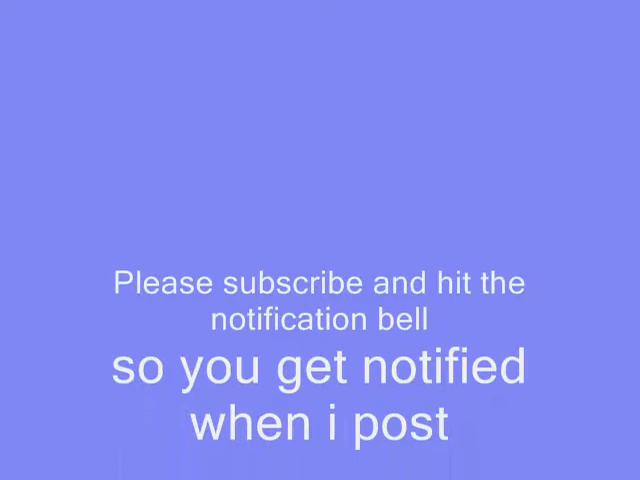 Please subscribe and hit the
notification bell
so you get notified
when i post